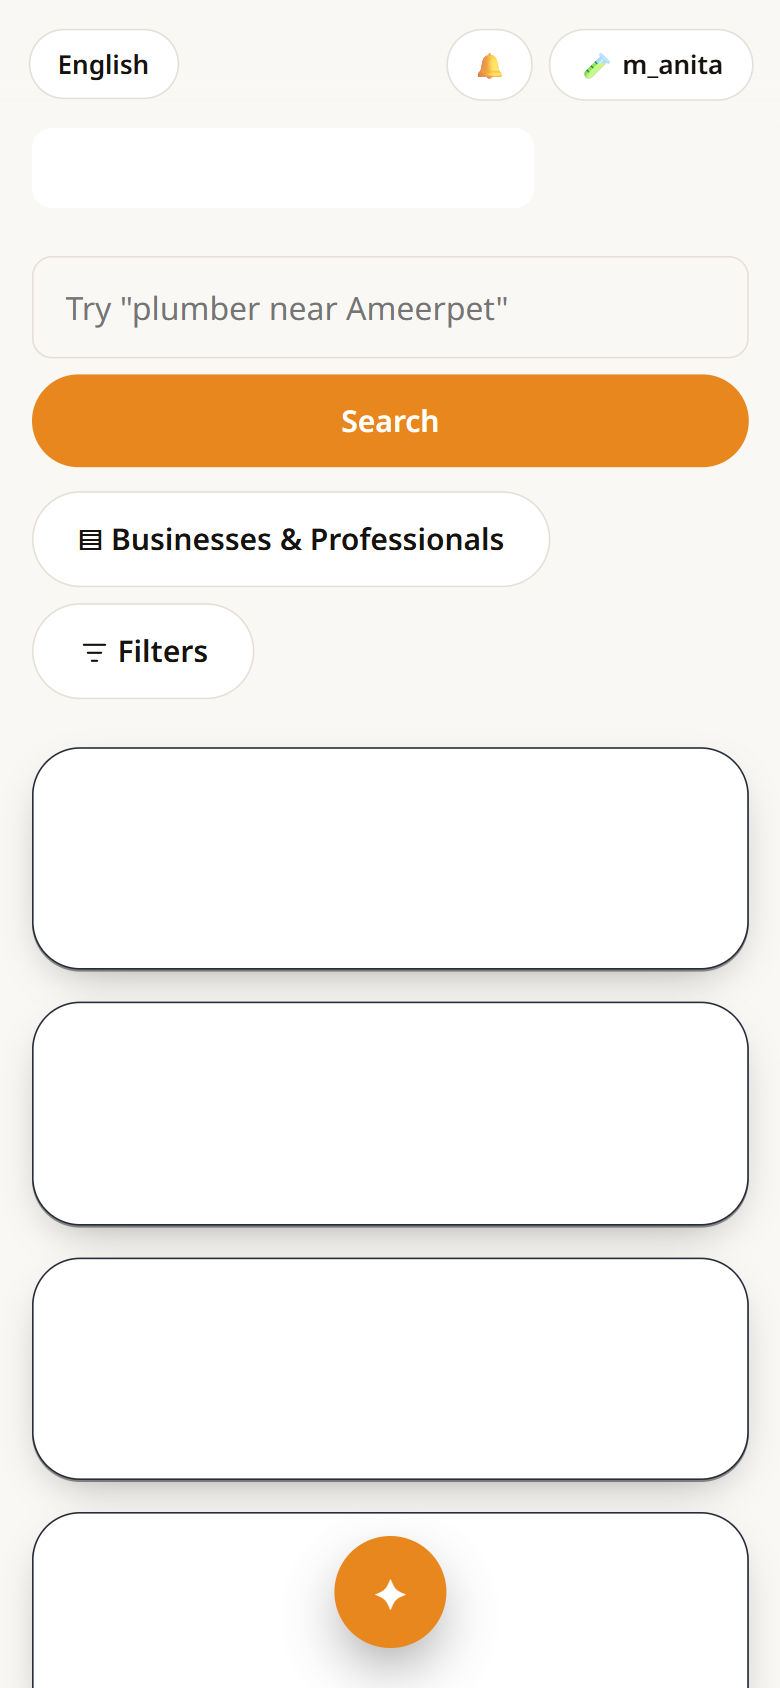 English
m_anita
Try "plumber near Ameerpet"
Search
Businesses & Professionals
Filters